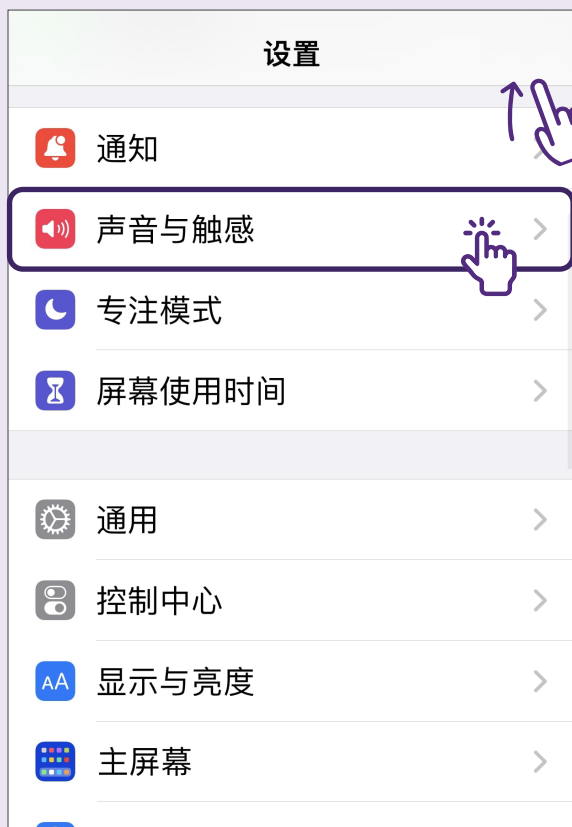 设置
通知
声音与触感
专注模式
屏幕使用时间
通用
控制中心
AA
显示与亮度
主屏幕